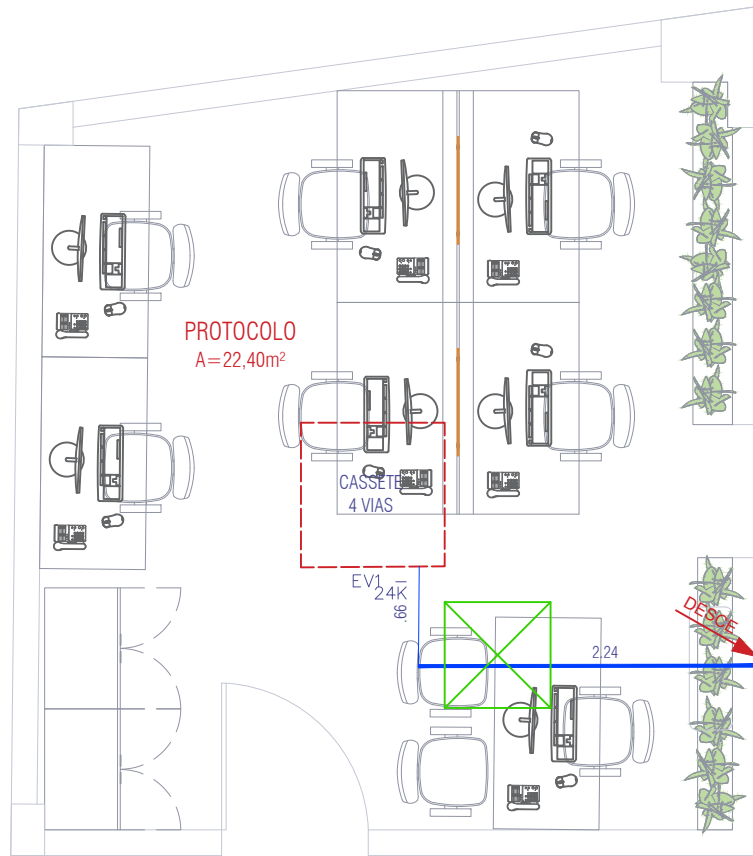 PROTOCOLO
A=22,40m²
CASSETE
4 VIAS
EV1
24K
.66
DESCE
2.24